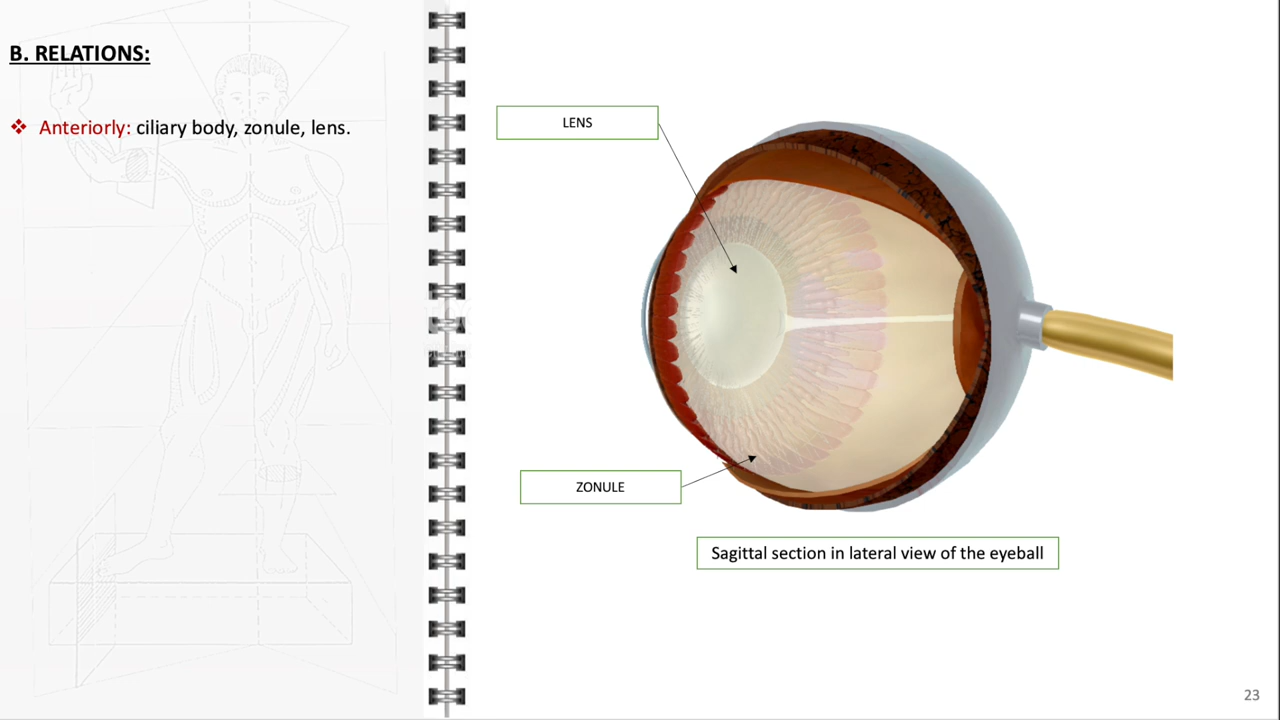 B. RELATIONS:
❖ Anteriorly: ciliary body, zonule, lens.
LENS
ZONULE
Sagittal section in lateral view of the eyeball
23